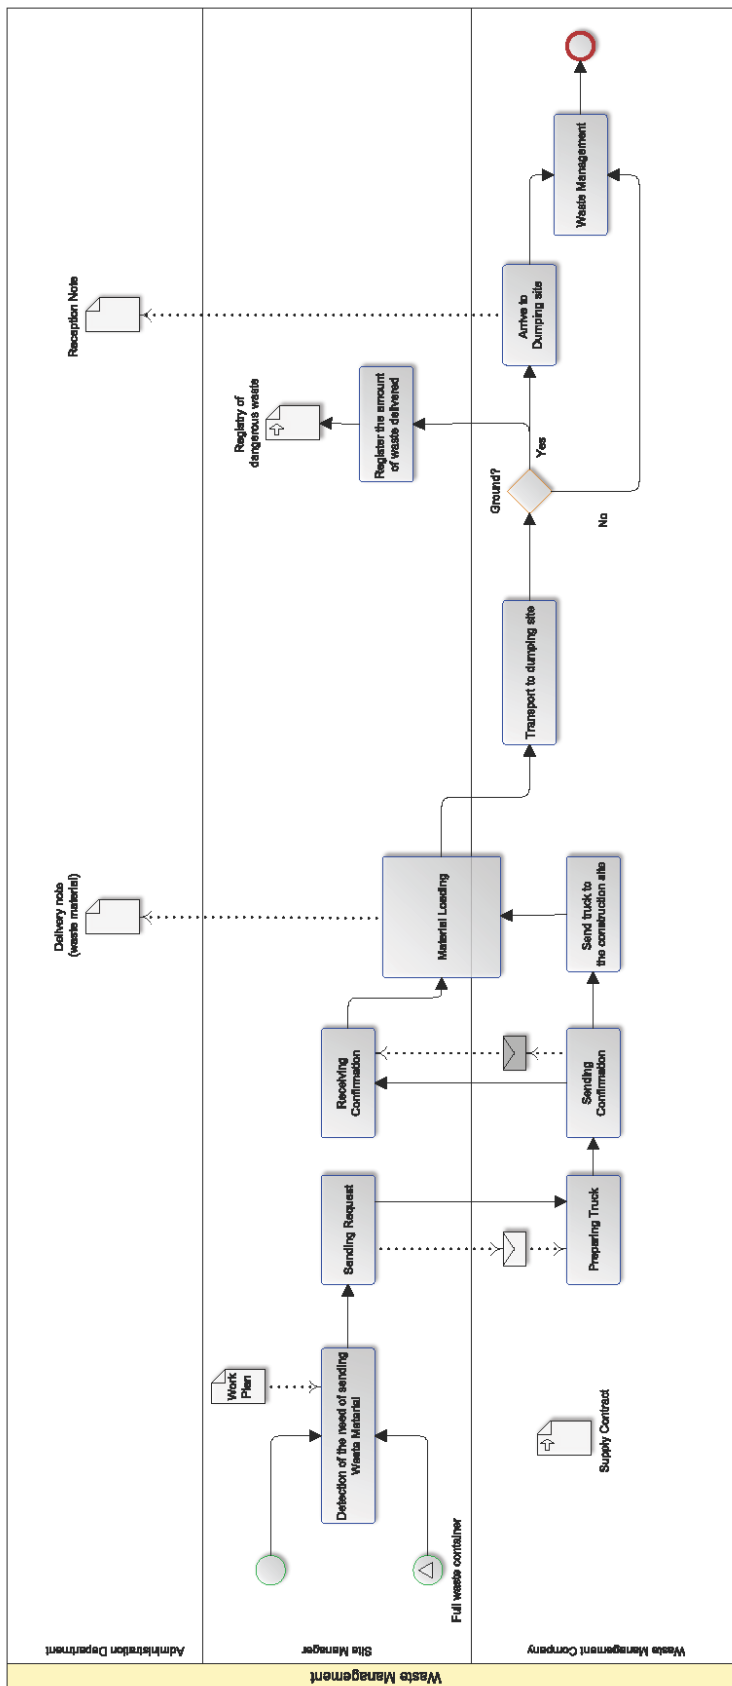 Waste Management
Administration Department
Site Manager
Waste Management Company
Full waste container
Detection of the need of sending
Waste Material
Work
Plan
Supply Contract
Sending Request
Preparing Truck
Receiving
Confirmation
Sending
Confirmation
Send truck to
the construction site
Material Loading
Delivery note
(waste material)
Transport to dumping site
Ground?
Yes
No
Register the amount
of waste delivered
Registry of
dangerous waste
Arrive to
Dumping site
Reception Note
Waste Management